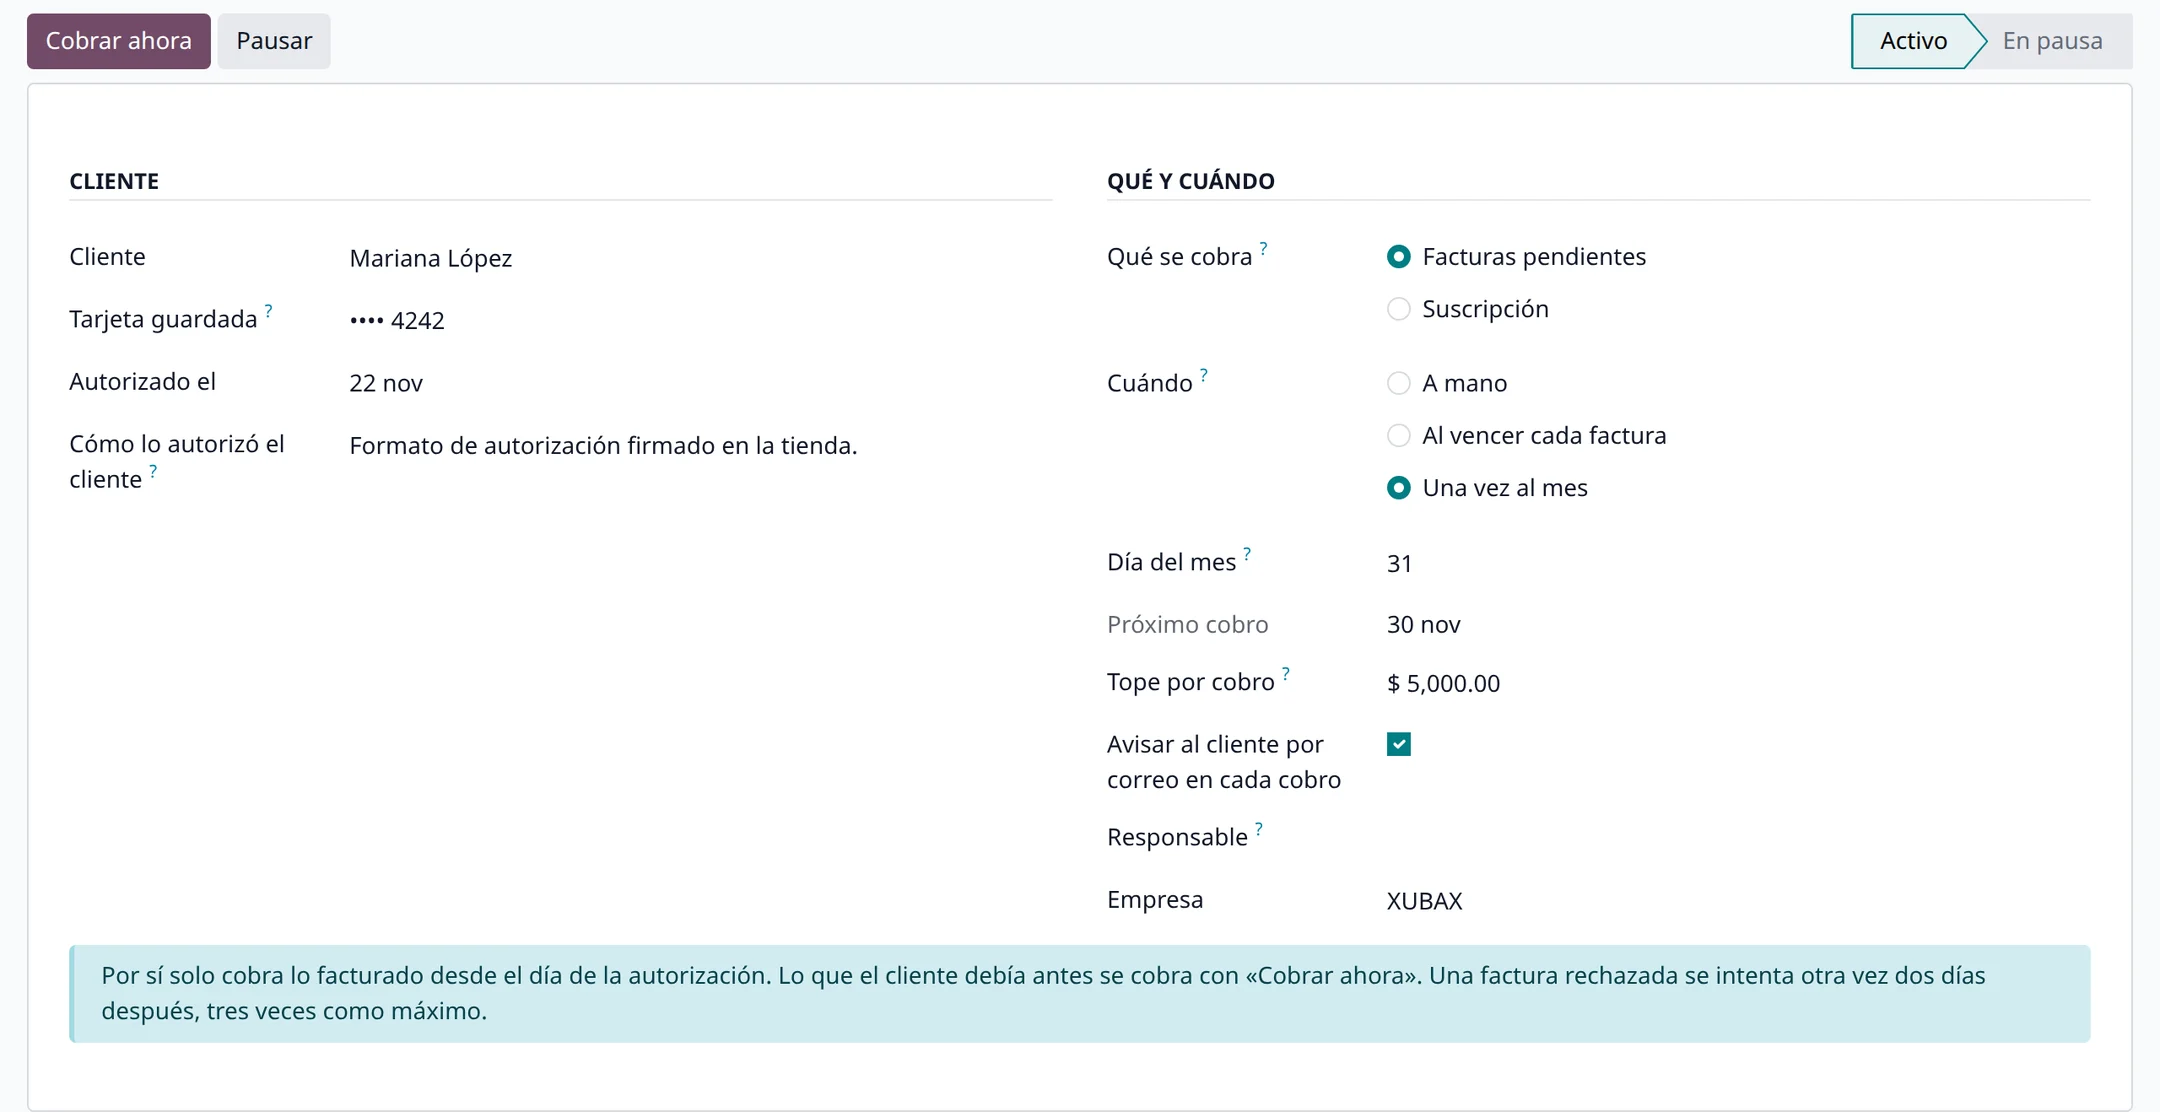 Cobrar ahora
Pausar
Activo
En pausa
CLIENTE
Cliente
Mariana López
Tarjeta guardada ?
•••• 4242
Autorizado el
22 nov
Cómo lo autorizó el
cliente ?
Formato de autorización firmado en la tienda.
QUÉ Y CUÁNDO
Qué se cobra ?
Facturas pendientes
Suscripción
Cuándo ?
A mano
Al vencer cada factura
Una vez al mes
Día del mes ?
31
Próximo cobro
30 nov
Tope por cobro ?
$ 5,000.00
Avisar al cliente por
correo en cada cobro
Responsable ?
Empresa
XUBAX
Por sí solo cobra lo facturado desde el día de la autorización. Lo que el cliente debía antes se cobra con «Cobrar ahora». Una factura rechazada se intenta otra vez dos días
después, tres veces como máximo.